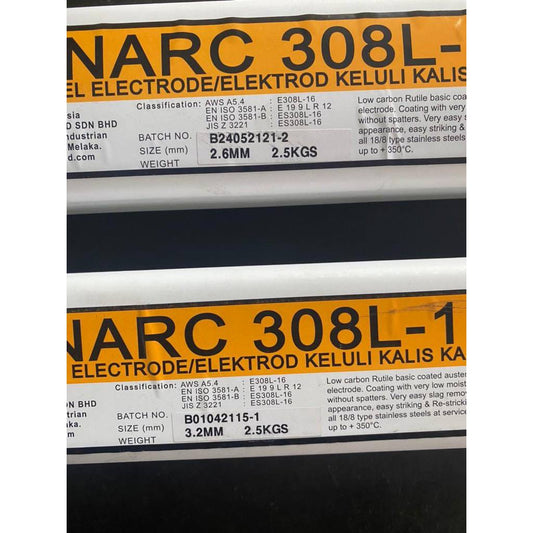 NARC 308L-
EL ELECTRODE/ELEKTROD KELULI KALIS
Classification: AWS A5.4 : E308L-16
EN ISO 3581-A : E 19 9 L R 12
EN ISO 3581-B : ES308L-16
JIS Z 3221 : ES308L-16
sia
D SDN BHD
ndustrian
Melaka.
d.com
BATCH NO. B24052121-2
SIZE (mm) 2.6MM 2.5KGS
WEIGHT
Low carbon Rutile basic coa
electrode. Coating with very
without spatters. Very easy s
appearance, easy striking &
all 18/8 type stainless steels
up to + 350°C.
NARC 308L-1
EL ELECTRODE/ELEKTROD KELULI KALIS KA
Classification: AWS A5.4 : E308L-16
EN ISO 3581-A : E 19 9 L R 12
EN ISO 3581-B : ES308L-16
JIS Z 3221 : ES308L-16
N BHD
strian
ka.
m
BATCH NO. B01042115-1
SIZE (mm) 3.2MM 2.5KGS
WEIGHT
Low carbon Rutile basic coated auster
electrode. Coating with very low moist
without spatters. Very easy slag remov
appearance, easy striking & Re-stricki
all 18/8 type stainless steels at service
up to + 350°C.